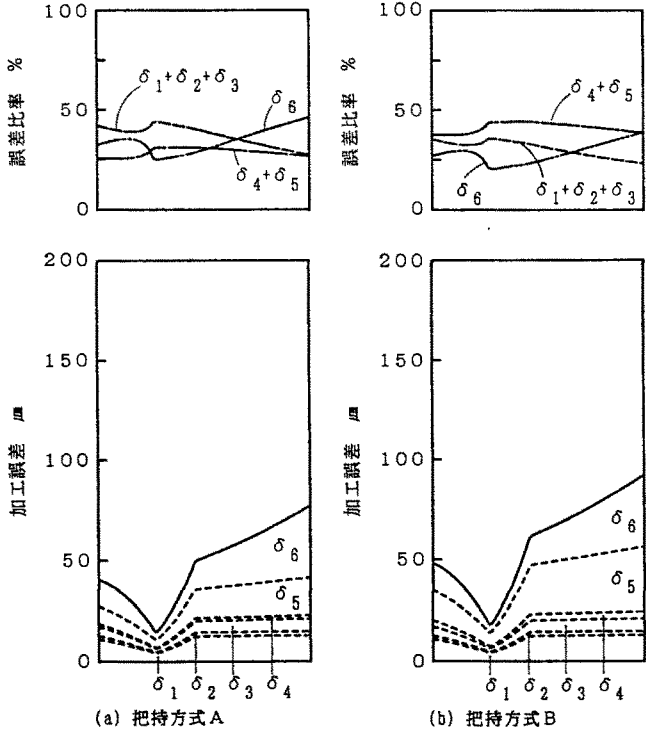 100
誤差比率 %
50
0
δ1+δ2+δ3
δ6
δ4+δ5
200
150
加工誤差 μm
100
50
0
δ6
δ5
δ1 δ2 δ3 δ4
(a) 把持方式A
100
誤差比率 %
50
0
δ4+δ5
δ6
δ1+δ2+δ3
200
150
加工誤差 μm
100
50
0
δ6
δ5
δ1 δ2 δ3 δ4
(b) 把持方式B